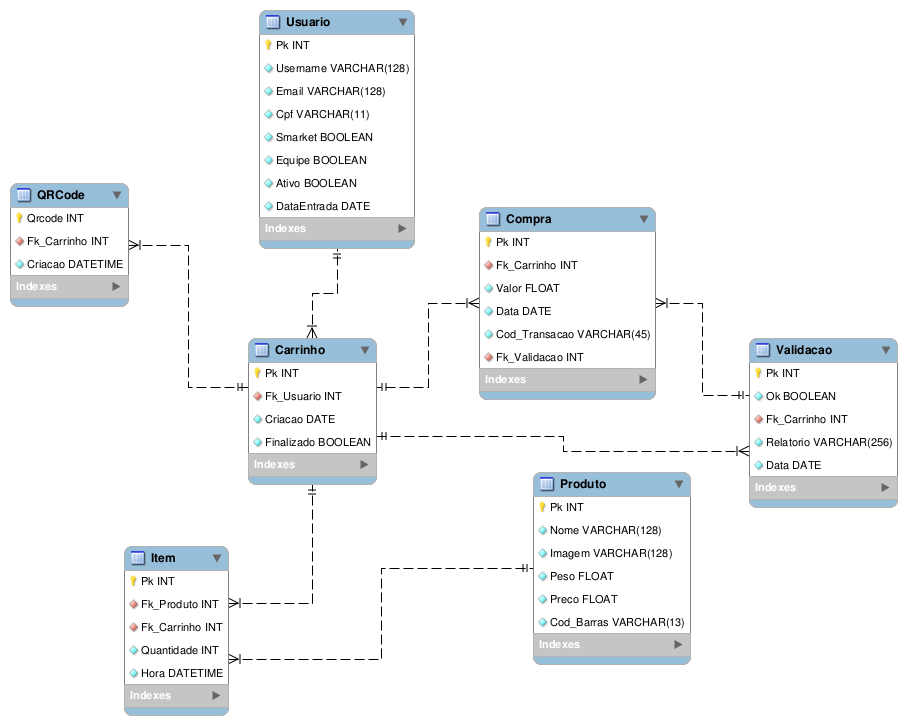 Usuario
Pk INT
Username VARCHAR(128)
Email VARCHAR(128)
Cpf VARCHAR(11)
Smarket BOOLEAN
Equipe BOOLEAN
Ativo BOOLEAN
DataEntrada DATE
Indexes
QRCode
Qrcode INT
Fk_Carrinho INT
Criacao DATETIME
Indexes
Compra
Pk INT
Fk_Carrinho INT
Valor FLOAT
Data DATE
Cod_Transacao VARCHAR(45)
Fk_Validacao INT
Indexes
Carrinho
Pk INT
Fk_Usuario INT
Criacao DATE
Finalizado BOOLEAN
Indexes
Validacao
Pk INT
Ok BOOLEAN
Fk_Carrinho INT
Relatorio VARCHAR(256)
Data DATE
Indexes
Produto
Pk INT
Nome VARCHAR(128)
Imagem VARCHAR(128)
Peso FLOAT
Preco FLOAT
Cod_Barras VARCHAR(13)
Indexes
Item
Pk INT
Fk_Produto INT
Fk_Carrinho INT
Quantidade INT
Hora DATETIME
Indexes